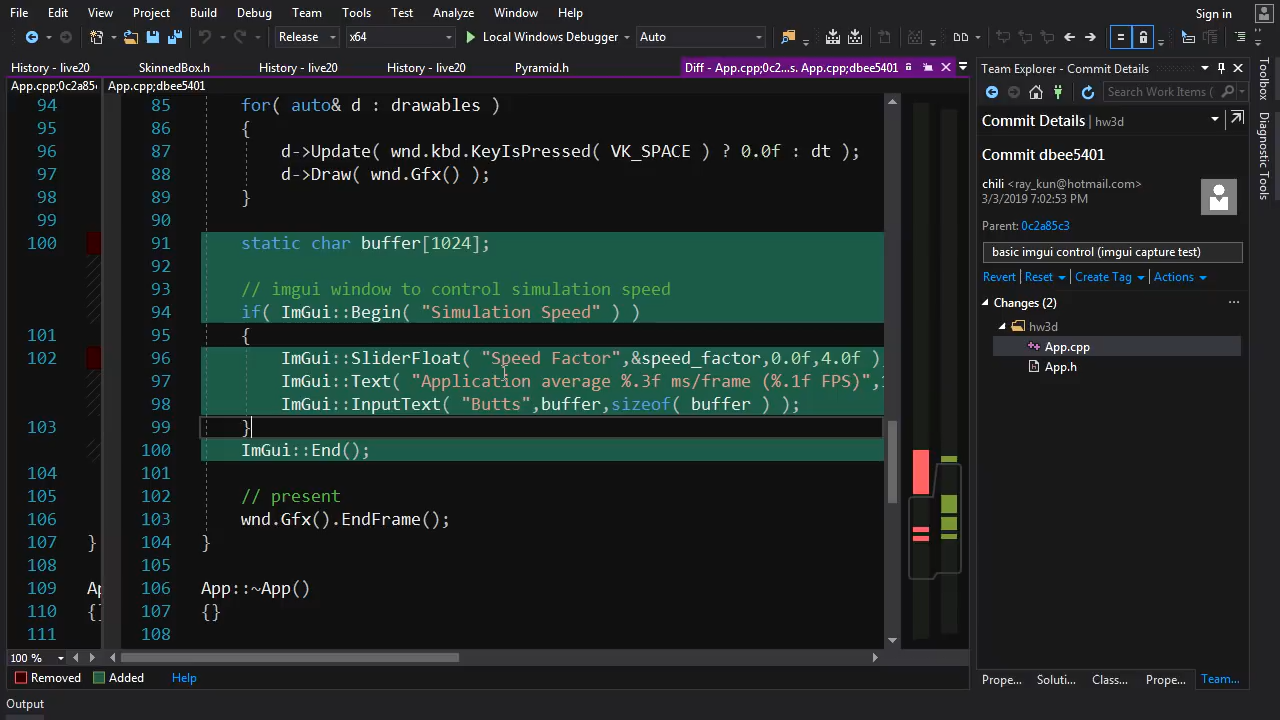 File Edit View Project Build Debug Team Tools Test Analyze Window Help Sign in
Release x64 Local Windows Debugger Auto
History - live20 SkinnedBox.h History - live20 History - live20 Pyramid.h Diff - App.cpp;0c2a85c...s. App.cpp;dbee5401
App.cpp;0c2a85 App.cpp;dbee5401
94 85 for( auto& d : drawables )
95 86 {
96 87 d->Update( wnd.kbd.KeyIsPressed( VK_SPACE ) ? 0.0f : dt );
97 88 d->Draw( wnd.Gfx() );
98 89 }
99 90
100 91 static char buffer[1024];
92
93 // imgui window to control simulation speed
94 if( ImGui::Begin( "Simulation Speed" ) )
101 95 {
102 96 ImGui::SliderFloat( "Speed Factor",&speed_factor,0.0f,4.0f )
97 ImGui::Text( "Application average %.3f ms/frame (%.1f FPS)",1
98 ImGui::InputText( "Butts",buffer,sizeof( buffer ) );
103 99 }
100 ImGui::End();
104 101
105 102 // present
106 103 wnd.Gfx().EndFrame();
107 } 104 }
108 105
109 Ap 106 App::~App()
110 {} 107 {}
111 108
100 %
Removed Added Help
Output
Team Explorer - Commit Details
Search Work Items (
Commit Details | hw3d
Commit dbee5401
chili <ray_kun@hotmail.com>
3/3/2019 7:02:53 PM
Parent: 0c2a85c3
basic imgui control (imgui capture test)
Revert Reset Create Tag Actions
Changes (2) ...
hw3d
App.cpp
App.h
Prope... Soluti... Class... Prope... Team...
Toolbox
Diagnostic Tools